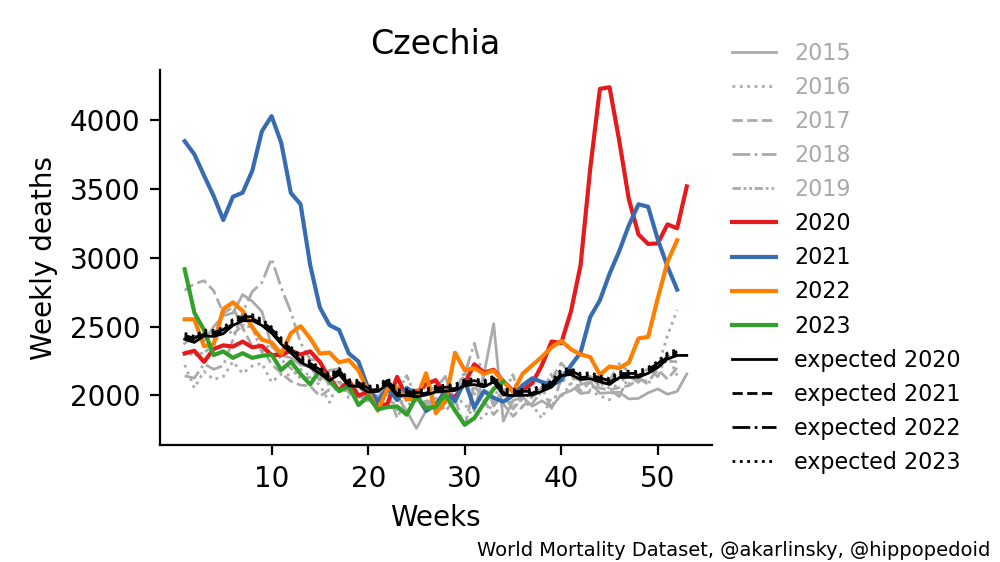 Czechia
Weekly deaths
4000
3500
3000
2500
2000
10 20 30 40 50
Weeks
2015
2016
2017
2018
2019
2020
2021
2022
2023
expected 2020
expected 2021
expected 2022
expected 2023
World Mortality Dataset, @akarlinsky, @hippopedoid